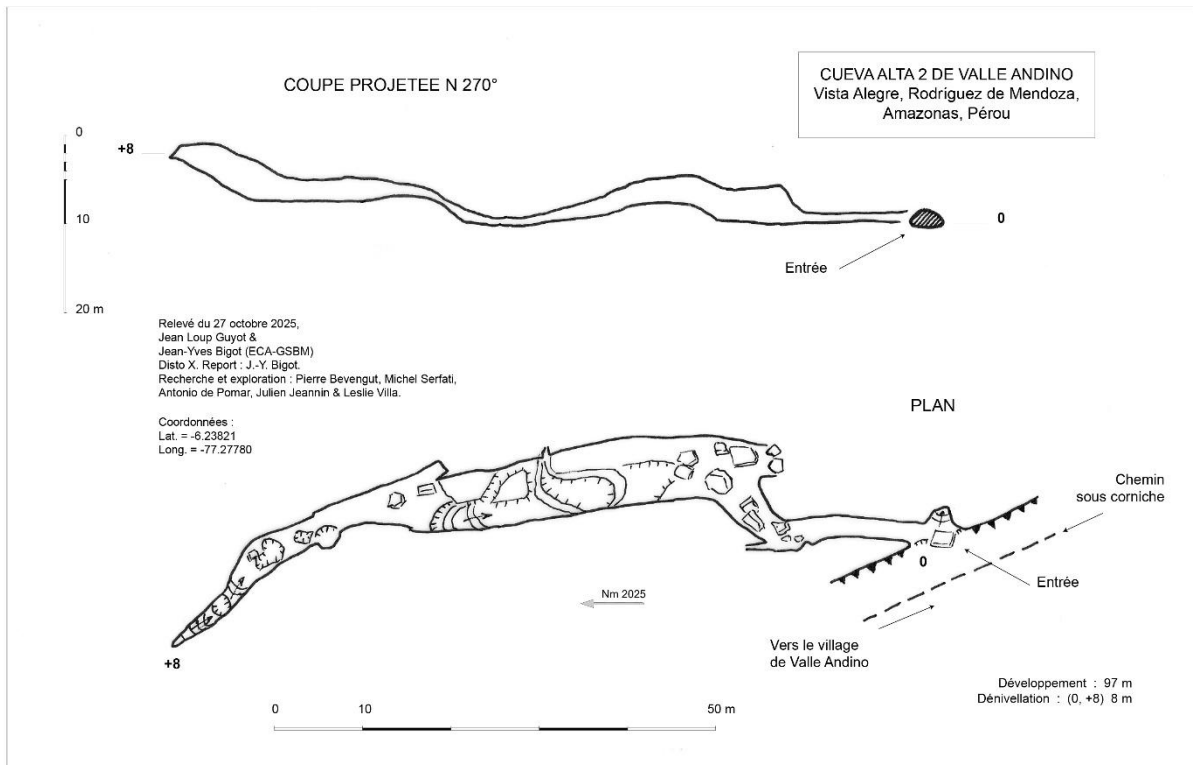 COUPE PROJETEE N 270°
CUEVA ALTA 2 DE VALLE ANDINO
Vista Alegre, Rodríguez de Mendoza,
Amazonas, Pérou
0
+8
10
0
Entrée
20 m
Relevé du 27 octobre 2025,
Jean Loup Guyot &
Jean-Yves Bigot (ECA-GSBM)
Disto X. Report : J.-Y. Bigot.
Recherche et exploration : Pierre Bevengut, Michel Serfati,
Antonio de Pomar, Julien Jeannin & Leslie Villa.
Coordonnées :
Lat. = -6.23821
Long. = -77.27780
PLAN
Chemin
sous corniche
0
Entrée
Nm 2025
Vers le village
de Valle Andino
+8
Développement : 97 m
Dénivellation : (0, +8) 8 m
0 10 50 m